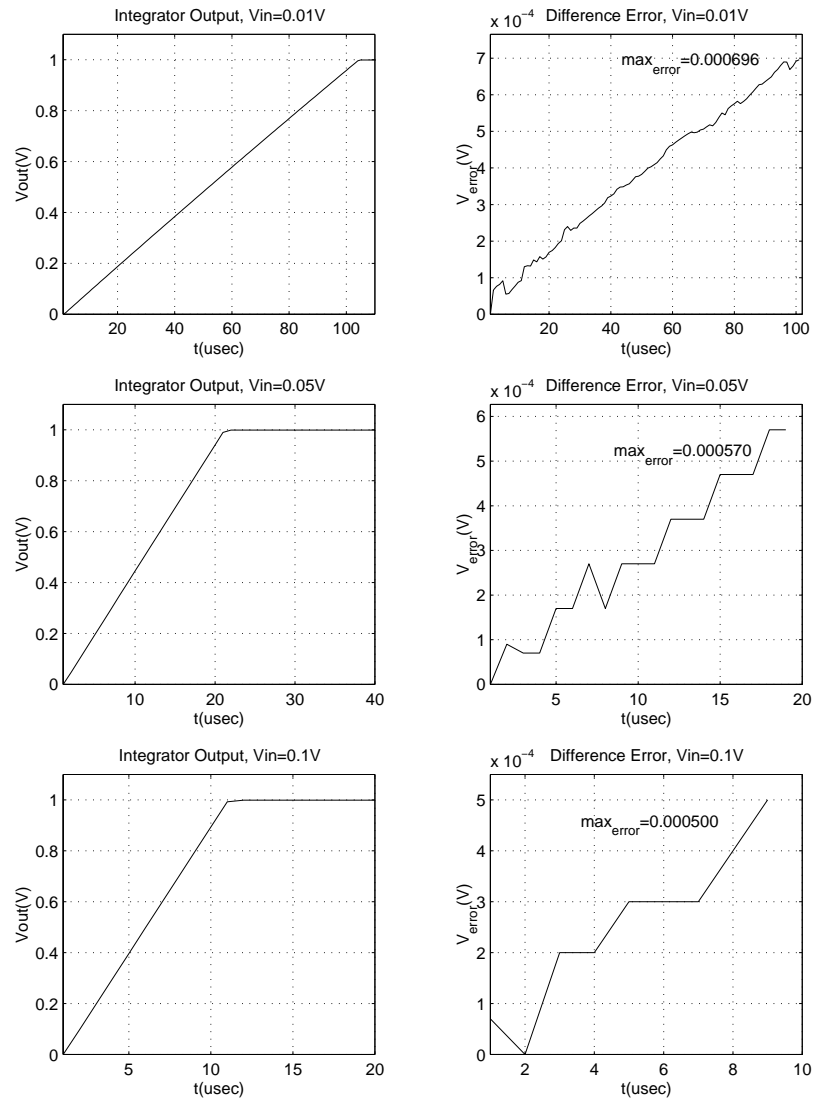 Integrator Output, Vin=0.01V
Vout(V)
1
0.8
0.6
0.4
0.2
0
20 40 60 80 100
t(usec)
x 10⁻⁴ Difference Error, Vin=0.01V
max_error=0.000696
V_error(V)
7
6
5
4
3
2
1
0
20 40 60 80 100
t(usec)
Integrator Output, Vin=0.05V
Vout(V)
1
0.8
0.6
0.4
0.2
0
10 20 30 40
t(usec)
x 10⁻⁴ Difference Error, Vin=0.05V
max_error=0.000570
V_error(V)
6
5
4
3
2
1
0
5 10 15 20
t(usec)
Integrator Output, Vin=0.1V
Vout(V)
1
0.8
0.6
0.4
0.2
0
5 10 15 20
t(usec)
x 10⁻⁴ Difference Error, Vin=0.1V
max_error=0.000500
V_error(V)
5
4
3
2
1
0
2 4 6 8 10
t(usec)